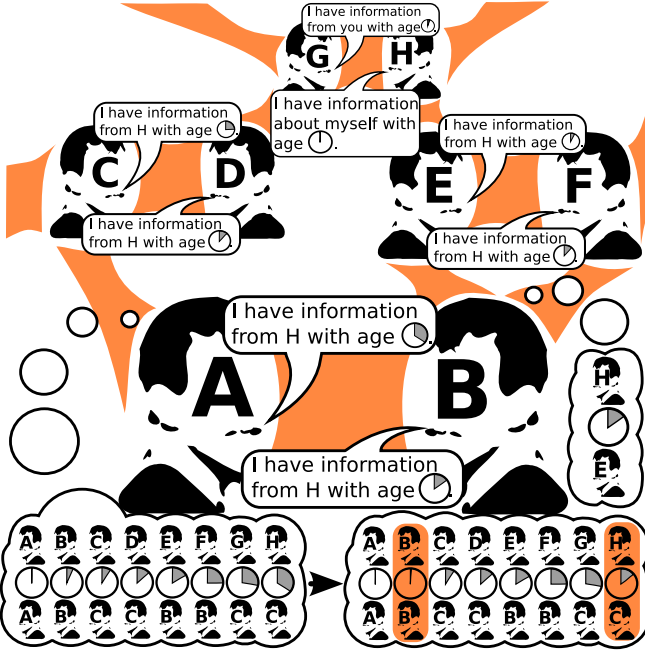 I have information
from you with age .
G
H
I have information
about myself with
age .
I have information
from H with age .
C
D
I have information
from H with age .
I have information
from H with age .
E
F
I have information
from H with age .
I have information
from H with age .
A
B
I have information
from H with age .
H
E
A B C D E F G H
A B C C B B C C
A B C D E F G H
A B C C B B C C